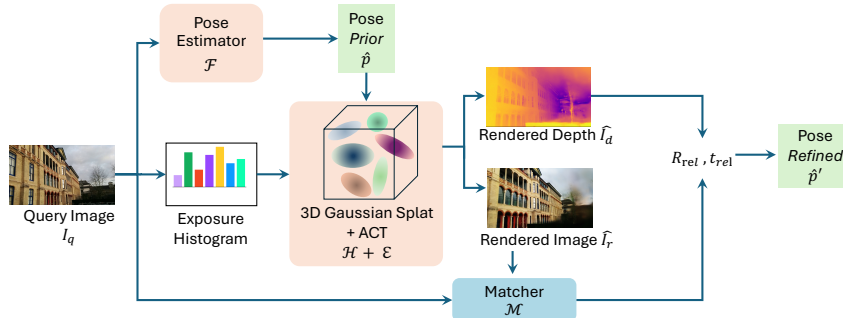 Pose
Estimator
ℱ
Pose
Prior
p̂
Query Image
I_q
Exposure
Histogram
3D Gaussian Splat
+ ACT
ℋ + ℰ
Rendered Depth Î_d
Rendered Image Î_r
Matcher
ℳ
R_rel , t_rel
Pose
Refined
p̂′